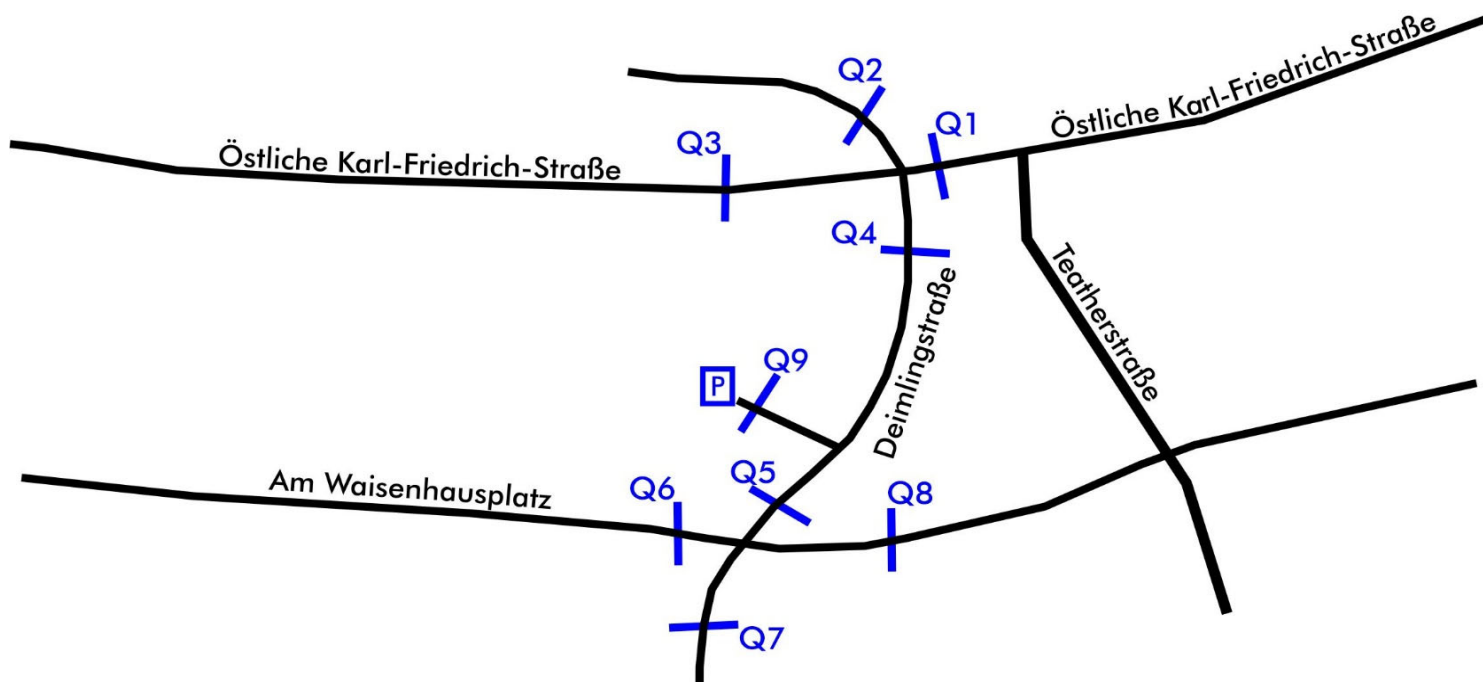 Q2
Q1
Östliche Karl-Friedrich-Straße
Q3
Östliche Karl-Friedrich-Straße
Q4
Deimlingstraße
Teatherstraße
Q9
P
Q5
Am Waisenhausplatz
Q6
Q8
Q7